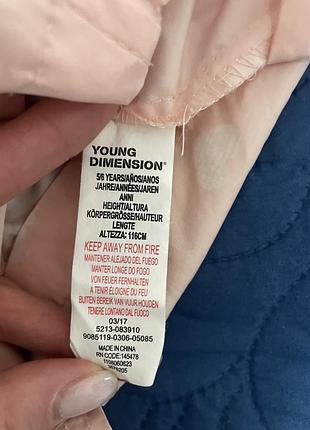 YOUNG
DIMENSION®
5/6 YEARS/AÑOS/ANOS
JAHRE/ANNÉES/JAREN
ANNI
HEIGHT/ALTURA
KÖRPERGRÖSSE/HAUTEUR
LENGTE
ALTEZZA: 116CM
KEEP AWAY FROM FIRE
MANTENER ALEJADO DEL FUEGO
MANTER LONGE DO FOGO
VON FEUER FERNHALTEN
A TENIR ÉLOIGNÉ DU FEU
BUITEN BEREIK VAN VUUR HOUDEN
TENERE LONTANO DAL FUOCO
03/17
5213-083910
9085119-0306-05085
MADE IN CHINA
RN CODE: 145478